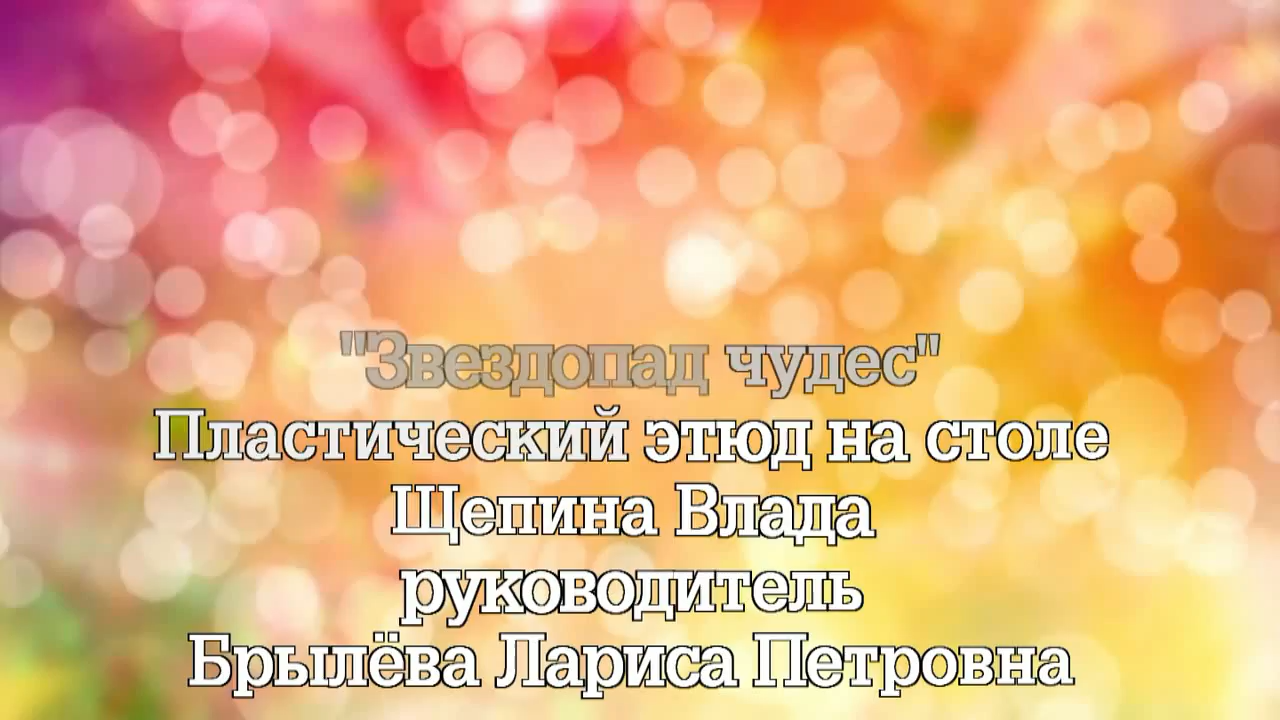 "Звездопад чудес"
Пластический этюд на столе
Щепина Влада
руководитель
Брылёва Лариса Петровна